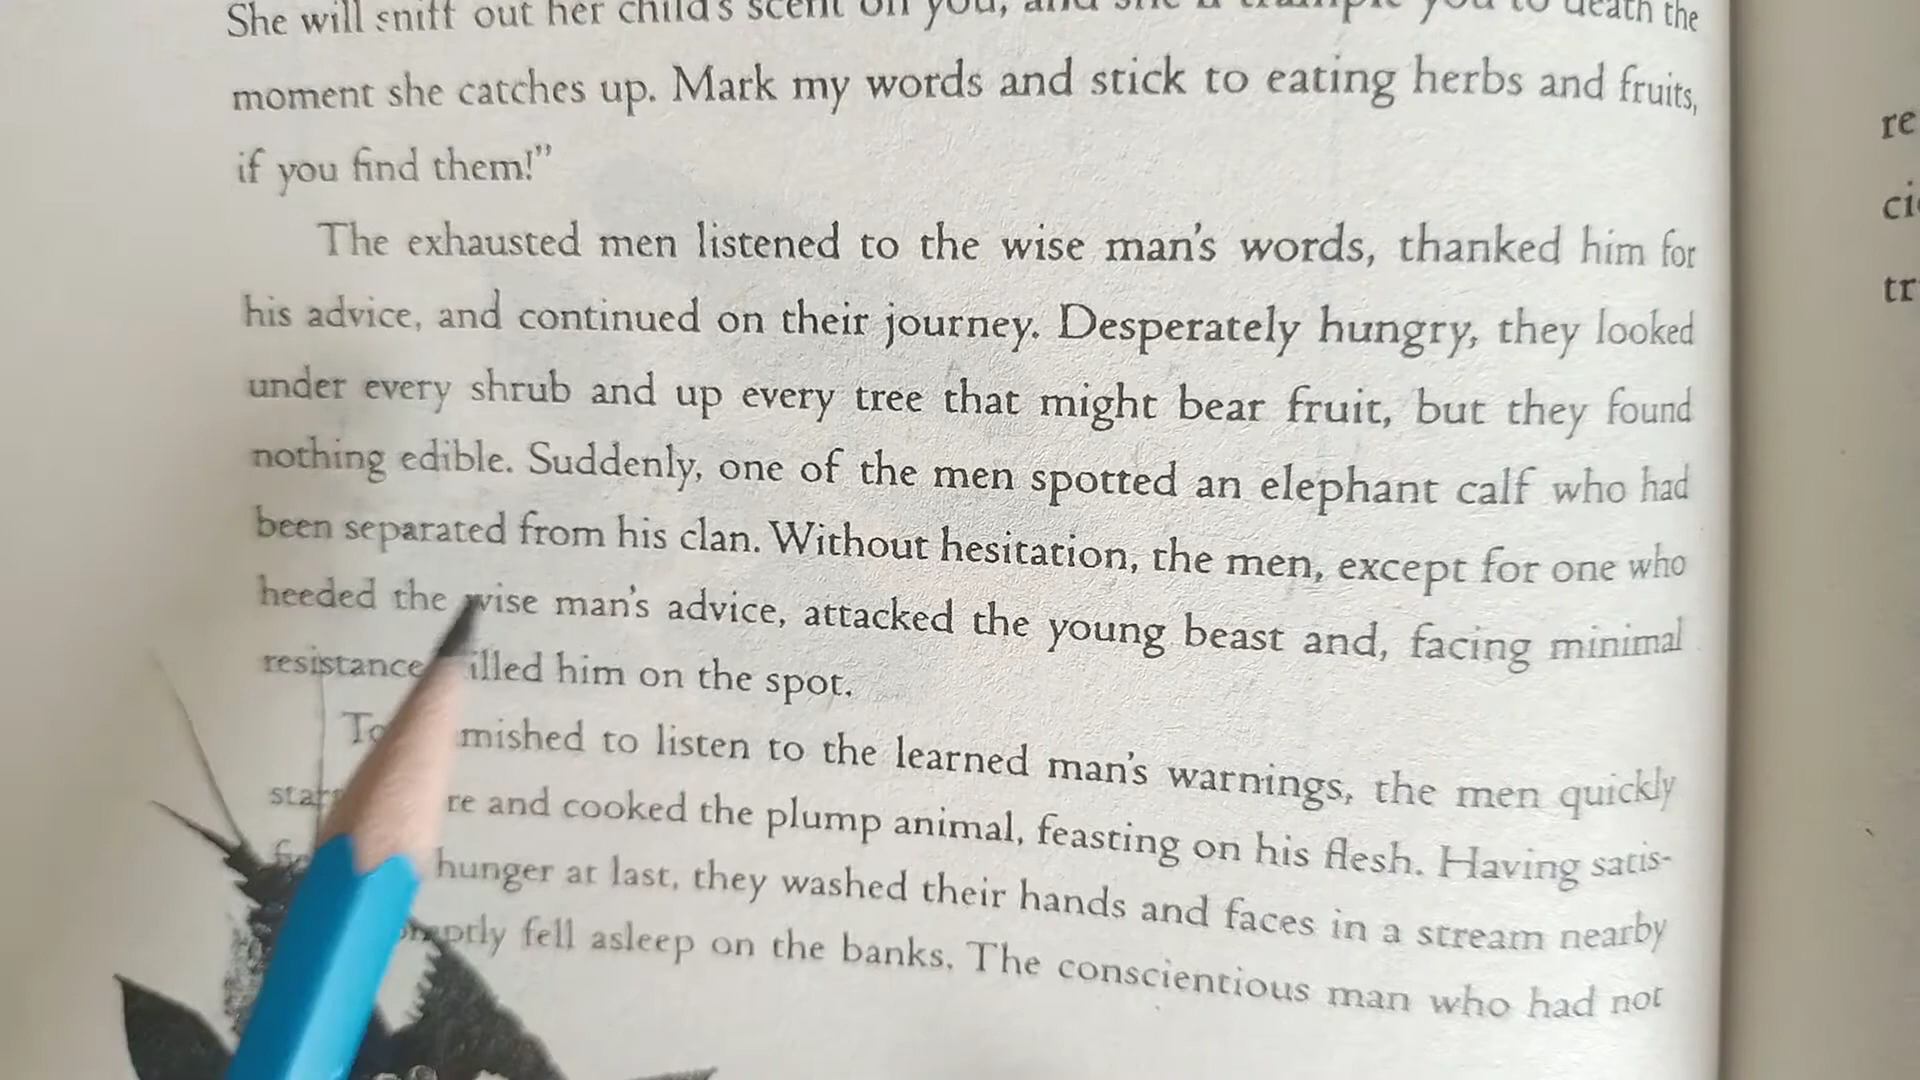 She will sniff out her child's scent on you, and she'll trample you to death the
moment she catches up. Mark my words and stick to eating herbs and fruits,
if you find them!”
The exhausted men listened to the wise man's words, thanked him for
his advice, and continued on their journey. Desperately hungry, they looked
under every shrub and up every tree that might bear fruit, but they found
nothing edible. Suddenly, one of the men spotted an elephant calf who had
been separated from his clan. Without hesitation, the men, except for one who
heeded the wise man's advice, attacked the young beast and, facing minimal
resistance illed him on the spot.
To mished to listen to the learned man's warnings, the men quickly
star re and cooked the plump animal, feasting on his flesh. Having satis-
hunger at last, they washed their hands and faces in a stream nearby
mptly fell asleep on the banks. The conscientious man who had not
re
ci
tr